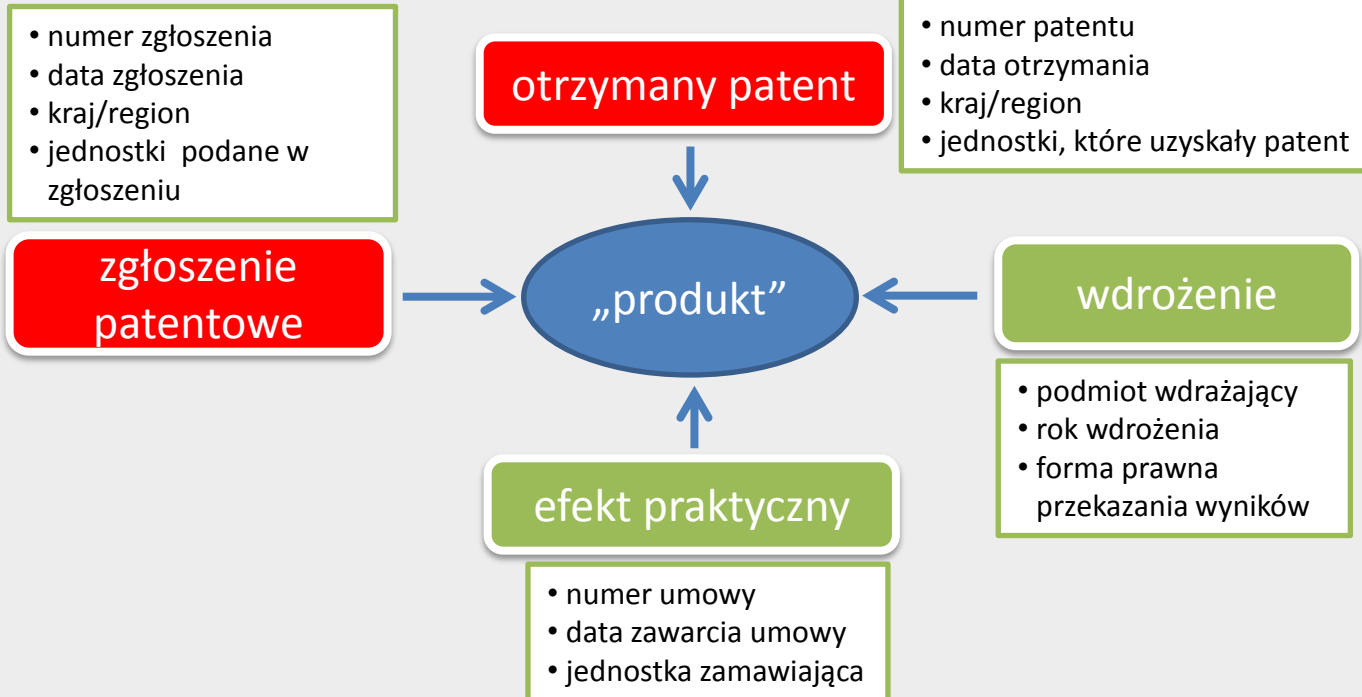 • numer zgłoszenia
• data zgłoszenia
• kraj/region
• jednostki podane w
zgłoszeniu
zgłoszenie
patentowe
otrzymany patent
• numer patentu
• data otrzymania
• kraj/region
• jednostki, które uzyskały patent
„produkt”
wdrożenie
• podmiot wdrażający
• rok wdrożenia
• forma prawna
przekazania wyników
efekt praktyczny
• numer umowy
• data zawarcia umowy
• jednostka zamawiająca